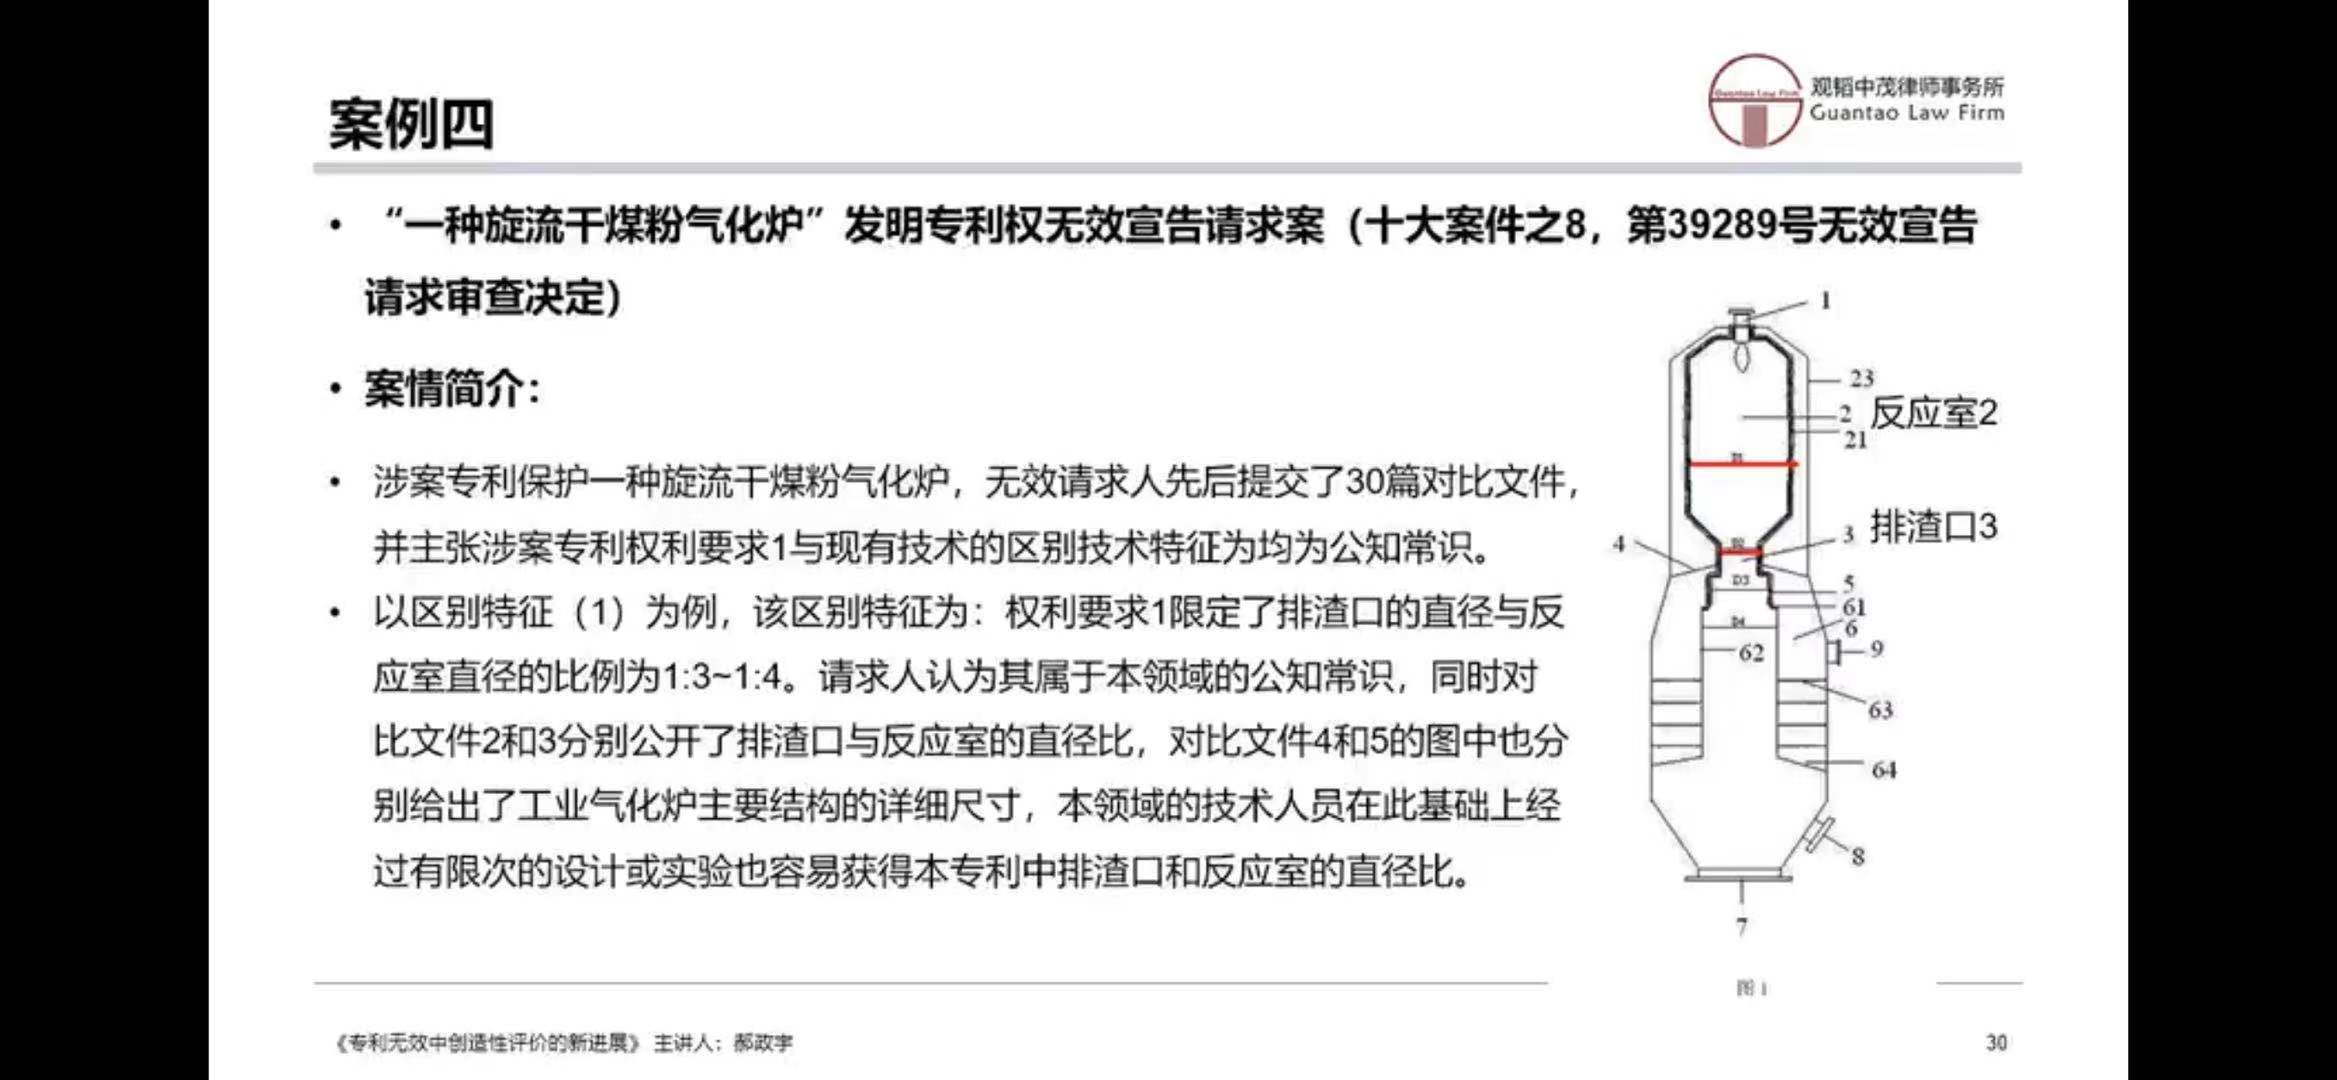 案例四
Guantao Law Firm
观韬中茂律师事务所
Guantao Law Firm
• “一种旋流干煤粉气化炉”发明专利权无效宣告请求案（十大案件之8，第39289号无效宣告
请求审查决定）
• 案情简介：
• 涉案专利保护一种旋流干煤粉气化炉，无效请求人先后提交了30篇对比文件，
并主张涉案专利权利要求1与现有技术的区别技术特征为均为公知常识。
• 以区别特征（1）为例，该区别特征为：权利要求1限定了排渣口的直径与反
应室直径的比例为1:3~1:4。请求人认为其属于本领域的公知常识，同时对
比文件2和3分别公开了排渣口与反应室的直径比，对比文件4和5的图中也分
别给出了工业气化炉主要结构的详细尺寸，本领域的技术人员在此基础上经
过有限次的设计或实验也容易获得本专利中排渣口和反应室的直径比。
1
23
2 反应室2
21
D1
3 排渣口3
4
D2
D3
5
61
6
D4
62
9
63
64
8
7
图1
《专利无效中创造性评价的新进展》 主讲人：郝政宇
30